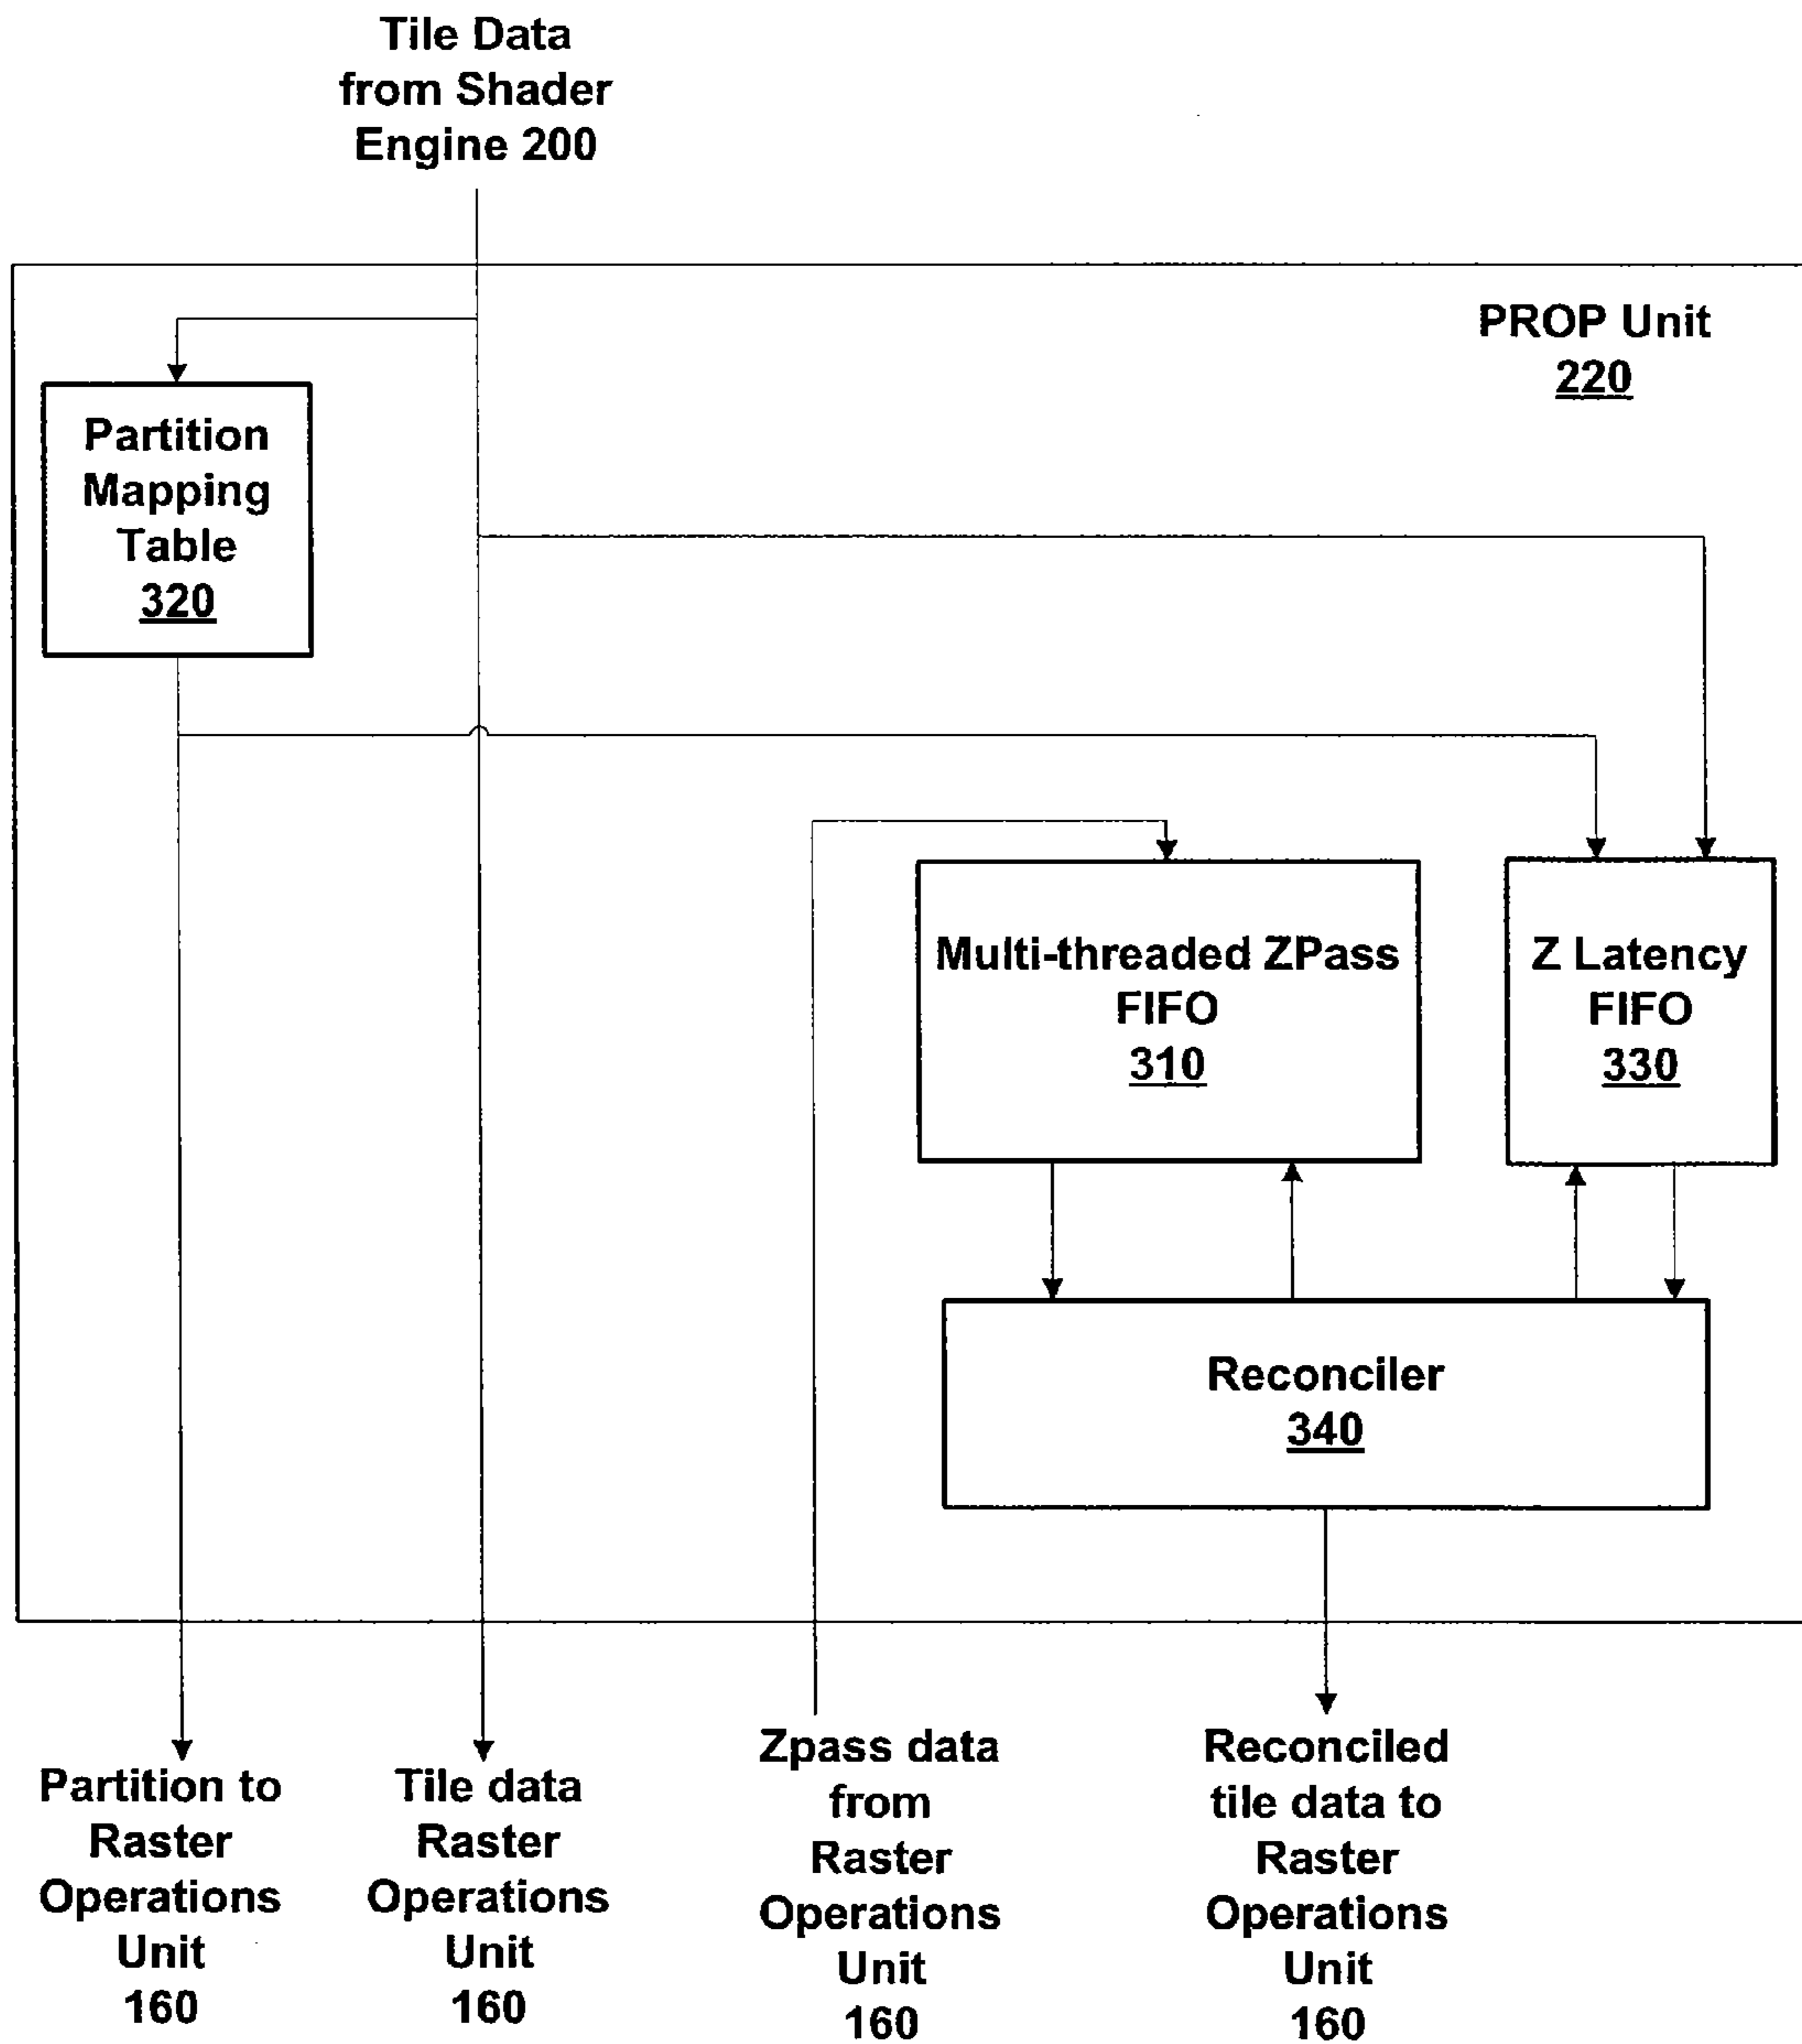 Tile Data
from Shader
Engine 200
PROP Unit
220
Partition
Mapping
Table
320
Multi-threaded ZPass
FIFO
310
Z Latency
FIFO
330
Reconciler
340
Partition to
Raster
Operations
Unit
160
Tile data
Raster
Operations
Unit
160
Zpass data
from
Raster
Operations
Unit
160
Reconciled
tile data to
Raster
Operations
Unit
160